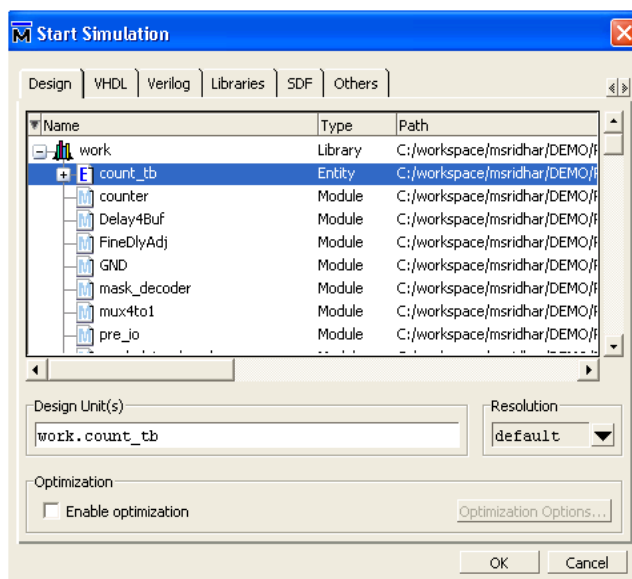 Start Simulation
Design VHDL Verilog Libraries SDF Others
Name Type Path
work Library C:/workspace/msridhar/DEMO/
count_tb Entity C:/workspace/msridhar/DEMO/
counter Module C:/workspace/msridhar/DEMO/
Delay4Buf Module C:/workspace/msridhar/DEMO/
FineDlyAdj Module C:/workspace/msridhar/DEMO/
GND Module C:/workspace/msridhar/DEMO/
mask_decoder Module C:/workspace/msridhar/DEMO/
mux4to1 Module C:/workspace/msridhar/DEMO/
pre_io Module C:/workspace/msridhar/DEMO/
Design Unit(s) Resolution
work.count_tb default
Optimization
Enable optimization Optimization Options...
OK Cancel